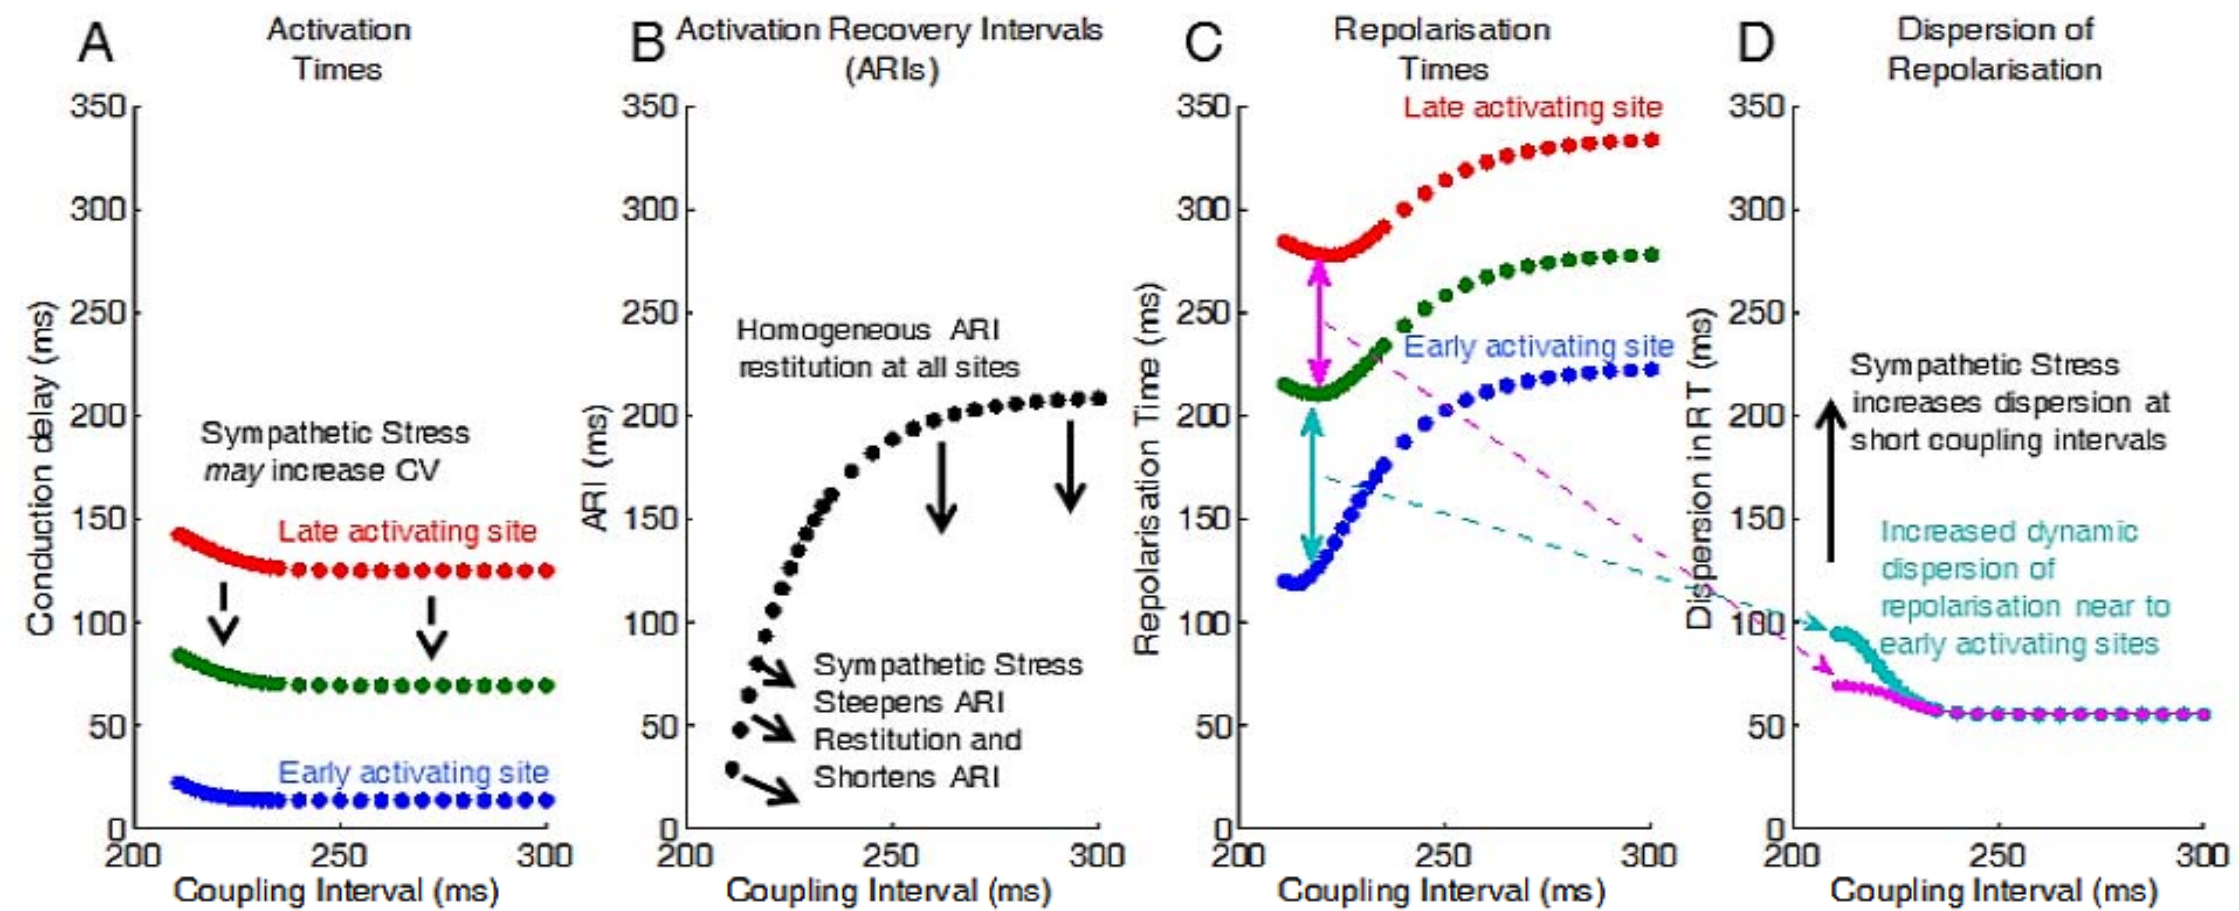 A
Activation
Times
350
300
250
200
150
100
50
0
200
250
300
Conduction delay (ms)
Coupling Interval (ms)
Sympathetic Stress
may increase CV
Late activating site
Early activating site
B
Activation Recovery Intervals
(ARIs)
350
300
250
200
150
100
50
0
200
250
300
ARI (ms)
Coupling Interval (ms)
Homogeneous ARI
restitution at all sites
Sympathetic Stress
Steepens ARI
Restitution and
Shortens ARI
C
Repolarisation
Times
350
300
250
200
150
100
50
0
200
250
300
Repolarisation Time (ms)
Coupling Interval (ms)
Late activating site
Early activating site
D
Dispersion of
Repolarisation
350
300
250
200
150
100
50
0
200
250
300
Dispersion in RT (ms)
Coupling Interval (ms)
Sympathetic Stress
increases dispersion at
short coupling intervals
Increased dynamic
dispersion of
repolarisation near to
early activating sites